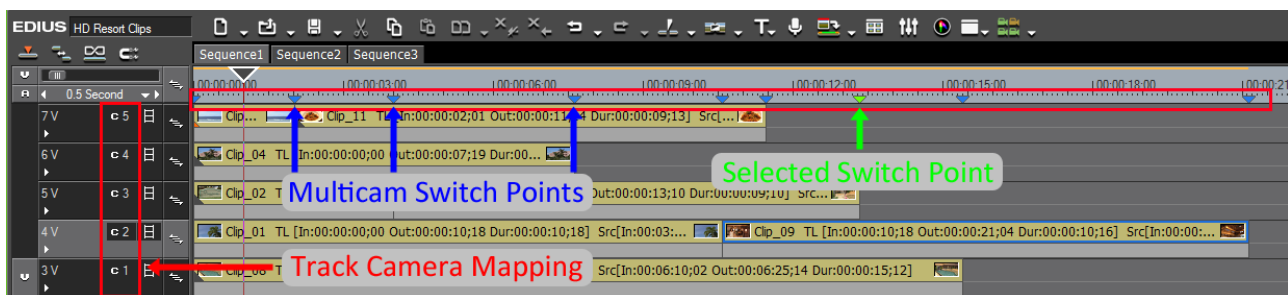 EDIUS HD Resort Clips
T
Sequence1 Sequence2 Sequence3
00:00:00;00 00:00:03;00 00:00:06;00 00:00:09;00 00:00:12;00 00:00:15;00 00:00:18;00 00:00:21
A 0.5 Second
7 V C 5 Clip... Clip_11 TL [In:00:00:02;01 Out:00:00:11;14 Dur:00:00:09;13] Src[...
6 V C 4 Clip_04 TL [In:00:00:00;00 Out:00:00:07;19 Dur:00...
Selected Switch Point
Multicam Switch Points
5 V C 3 Clip_02 Out:00:00:13;10 Dur:00:00:09;10] Src...
4 V C 2 Clip_01 TL [In:00:00:00;00 Out:00:00:10;18 Dur:00:00:10;18] Src[In:00:03:... Clip_09 TL [In:00:00:10;18 Out:00:00:21;04 Dur:00:00:10;16] Src[In:00:00:...
3 V C 1 Src[In:00:06:10;02 Out:00:06:25;14 Dur:00:00:15;12]
Track Camera Mapping